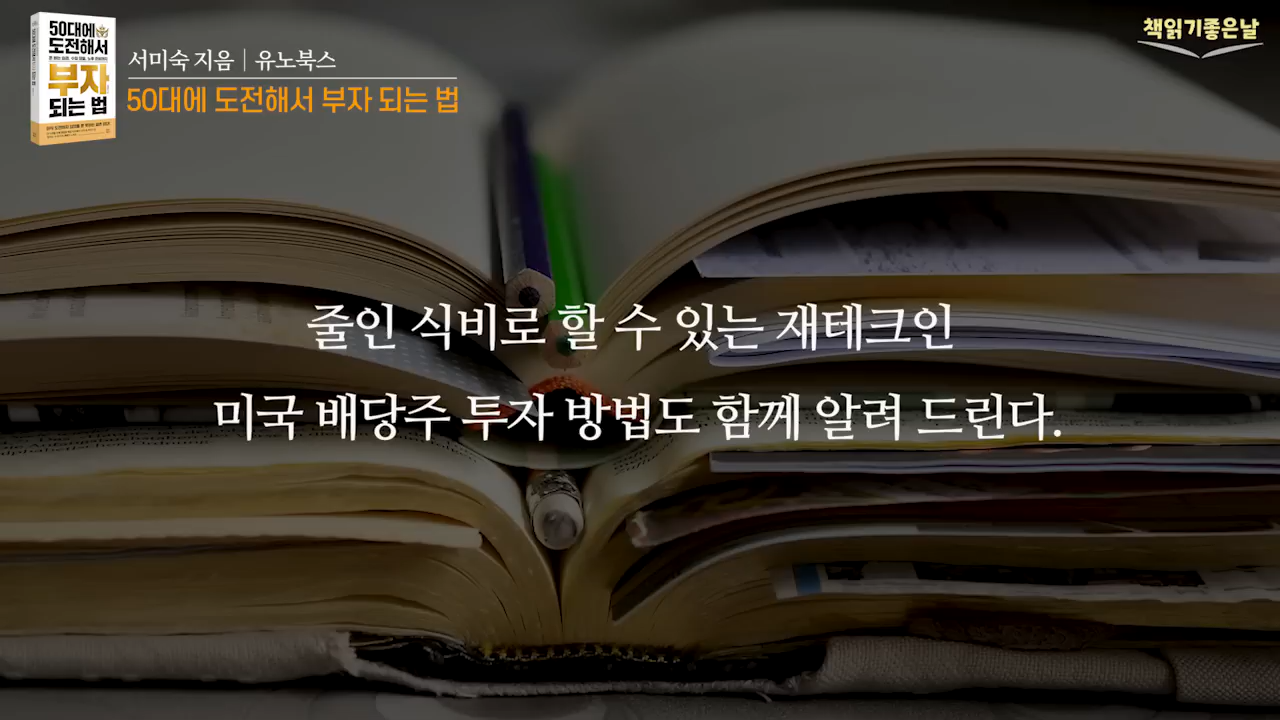 50대에
도전해서
부자
되는 법
서미숙 지음 | 유노북스
50대에 도전해서 부자 되는 법
책읽기좋은날
줄인 식비로 할 수 있는 재테크인
미국 배당주 투자 방법도 함께 알려 드린다.